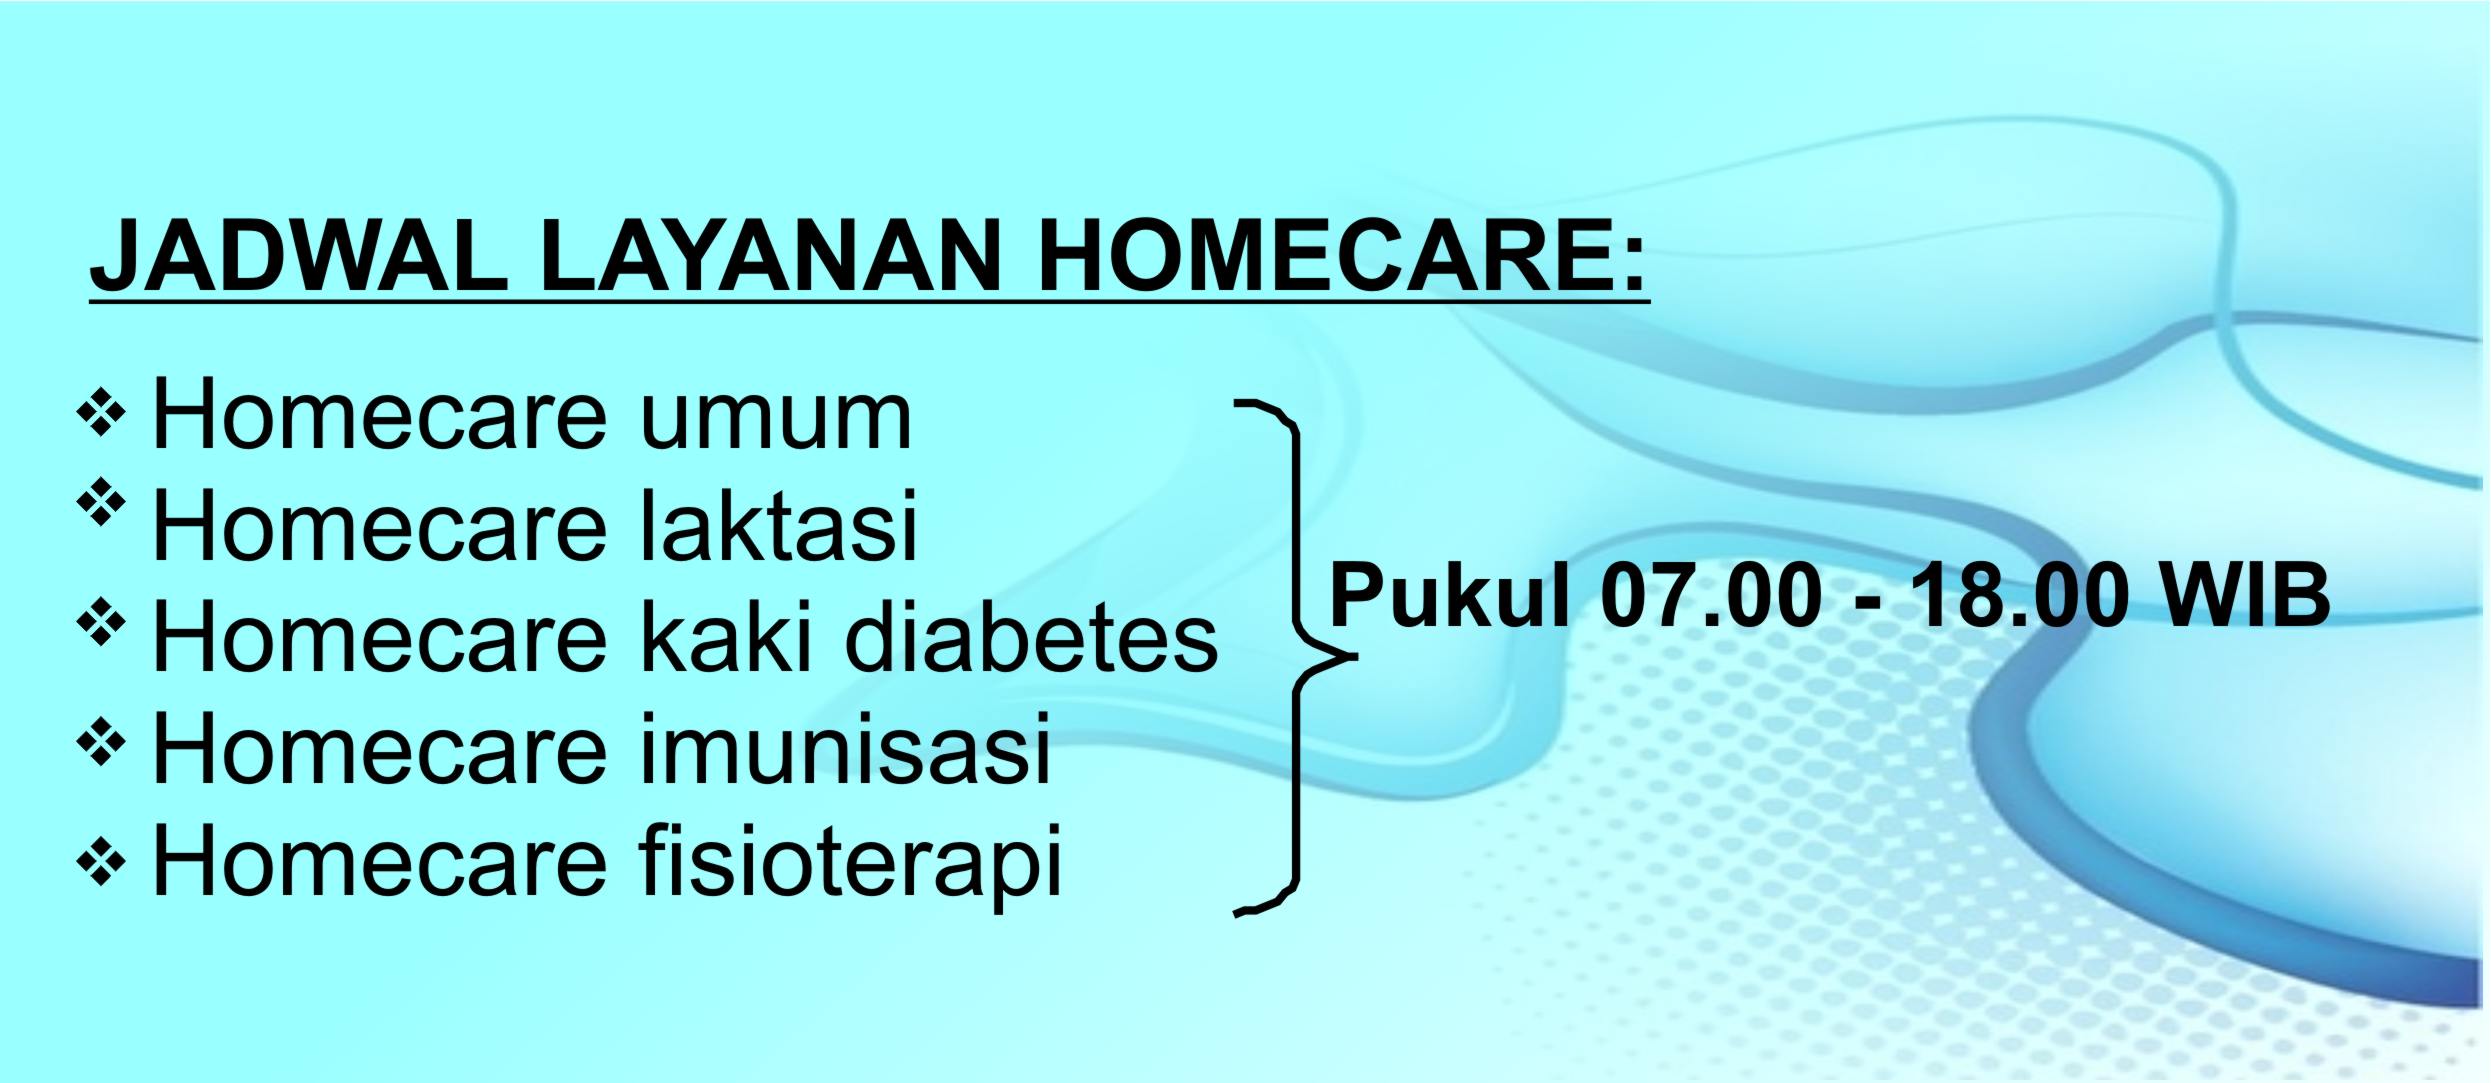 JADWAL LAYANAN HOMECARE:
❖ Homecare umum
❖ Homecare laktasi
❖ Homecare kaki diabetes
❖ Homecare imunisasi
❖ Homecare fisioterapi
Pukul 07.00 - 18.00 WIB